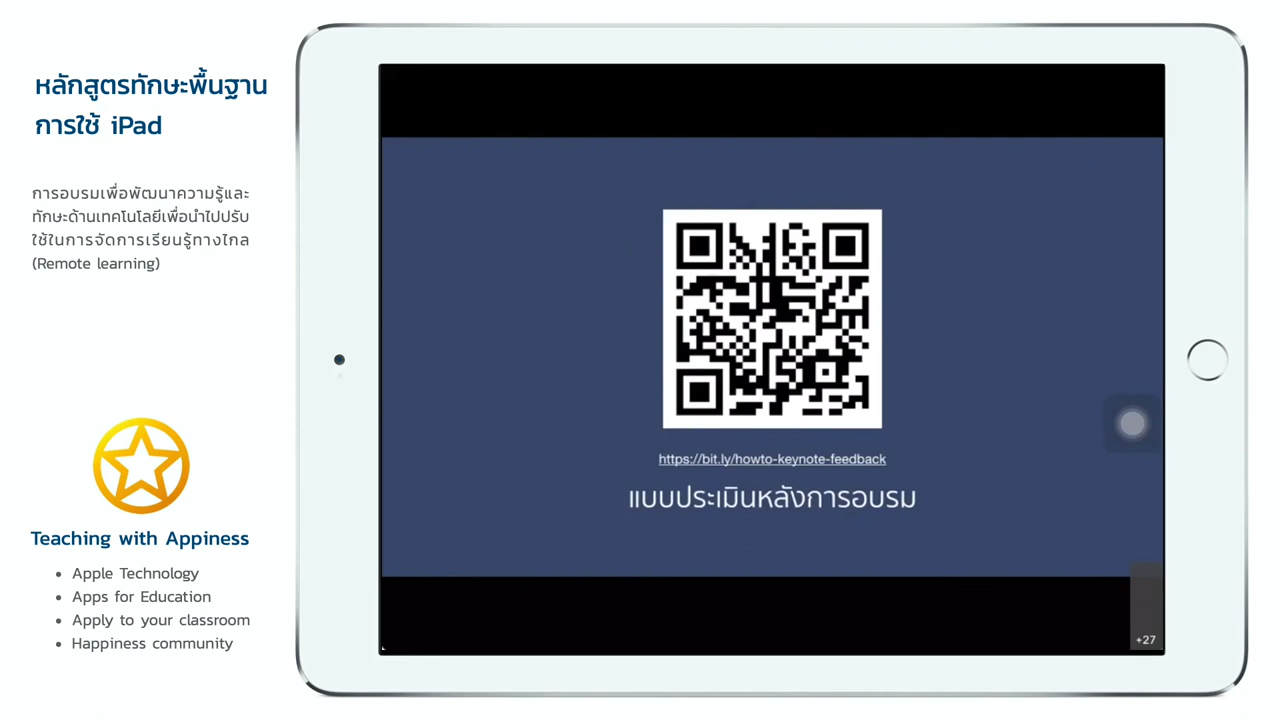 หลักสูตรทักษะพื้นฐาน
การใช้ iPad
การอบรมเพื่อพัฒนาความรู้และ
ทักษะด้านเทคโนโลยีเพื่อนำไปปรับ
ใช้ในการจัดการเรียนรู้ทางไกล
(Remote learning)
Teaching with Appiness
• Apple Technology
• Apps for Education
• Apply to your classroom
• Happiness community
https://bit.ly/howto-keynote-feedback
แบบประเมินหลังการอบรม
+27